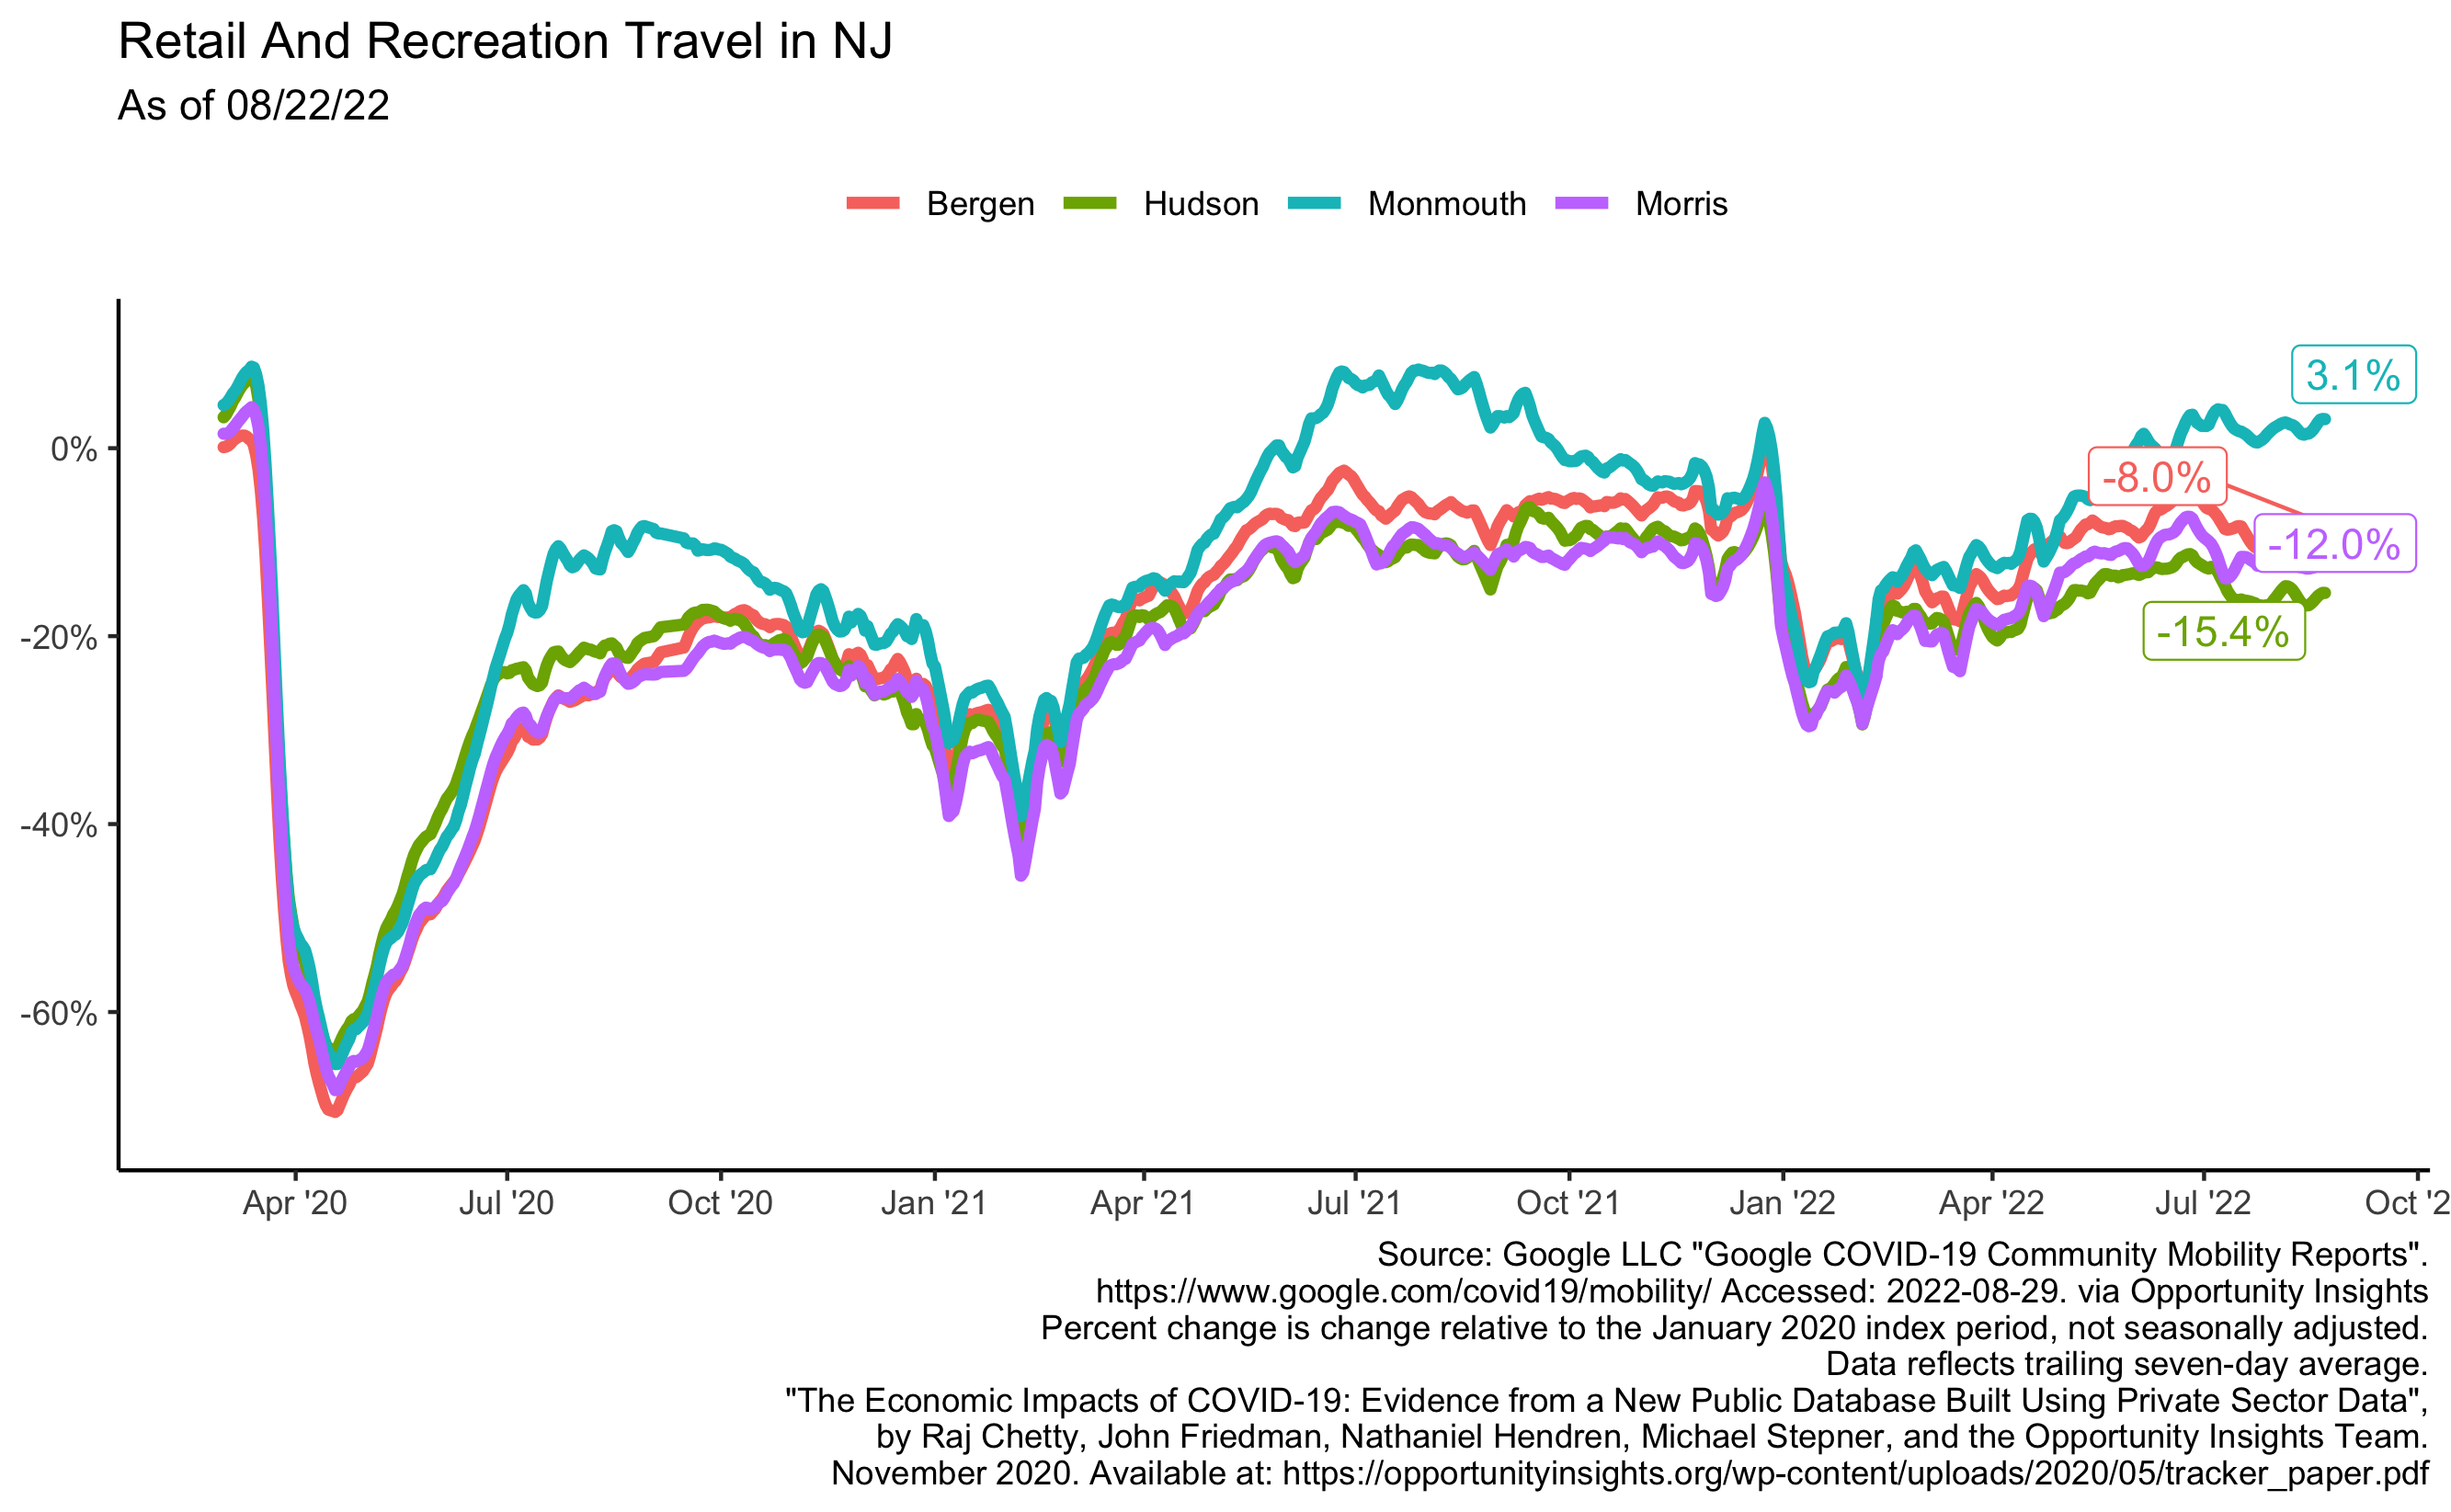 Retail And Recreation Travel in NJ
As of 08/22/22
Bergen Hudson Monmouth Morris
3.1%
0%
-8.0%
-12.0%
-20%
-15.4%
-40%
-60%
Apr '20 Jul '20 Oct '20 Jan '21 Apr '21 Jul '21 Oct '21 Jan '22 Apr '22 Jul '22 Oct '2
Source: Google LLC "Google COVID-19 Community Mobility Reports".
https://www.google.com/covid19/mobility/ Accessed: 2022-08-29. via Opportunity Insights
Percent change is change relative to the January 2020 index period, not seasonally adjusted.
Data reflects trailing seven-day average.
"The Economic Impacts of COVID-19: Evidence from a New Public Database Built Using Private Sector Data",
by Raj Chetty, John Friedman, Nathaniel Hendren, Michael Stepner, and the Opportunity Insights Team.
November 2020. Available at: https://opportunityinsights.org/wp-content/uploads/2020/05/tracker_paper.pdf